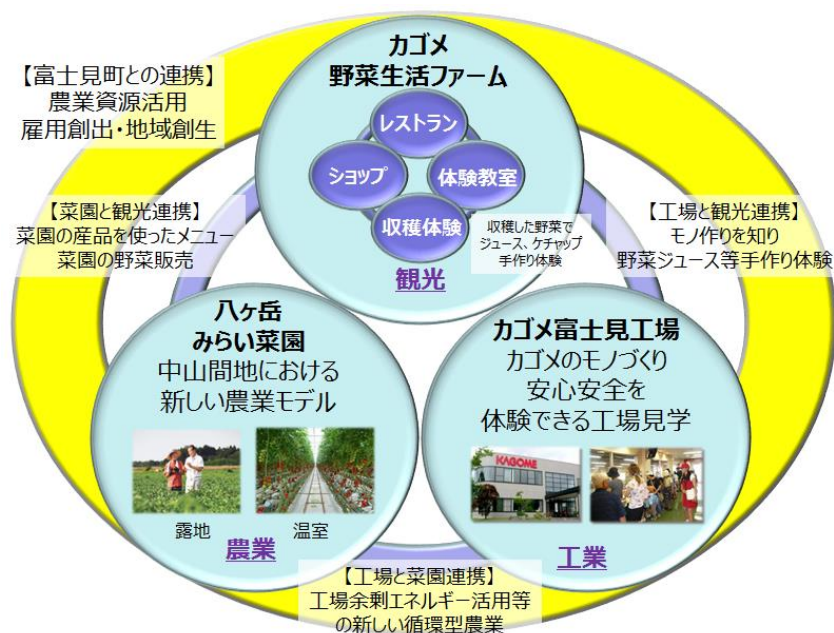 カゴメ
野菜生活ファーム
レストラン
ショップ
体験教室
収穫体験
収穫した野菜で
ジュース、ケチャップ
手作り体験
観光
【富士見町との連携】
農業資源活用
雇用創出・地域創生
【菜園と観光連携】
菜園の産品を使ったメニュー
菜園の野菜販売
【工場と観光連携】
モノ作りを知り
野菜ジュース等手作り体験
八ヶ岳
みらい菜園
中山間地における
新しい農業モデル
露地
温室
農業
カゴメ富士見工場
カゴメのモノづくり
安心安全を
体験できる工場見学
KAGOME
工業
【工場と菜園連携】
工場余剰エネルギー活用等
の新しい循環型農業